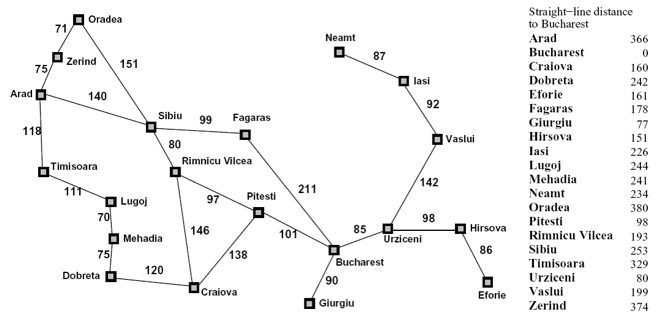 Oradea
71
Zerind
75
151
Arad
140
118
Sibiu
99
Fagaras
80
Rimnicu Vilcea
Timisoara
111
Lugoj
70
Mehadia
75
Dobreta
120
Craiova
146
97
Pitesti
138
101
211
Bucharest
90
Giurgiu
85
Urziceni
98
Hirsova
86
Eforie
142
Vaslui
92
Iasi
87
Neamt
Straight−line distance
to Bucharest
Arad 366
Bucharest 0
Craiova 160
Dobreta 242
Eforie 161
Fagaras 178
Giurgiu 77
Hirsova 151
Iasi 226
Lugoj 244
Mehadia 241
Neamt 234
Oradea 380
Pitesti 98
Rimnicu Vilcea 193
Sibiu 253
Timisoara 329
Urziceni 80
Vaslui 199
Zerind 374